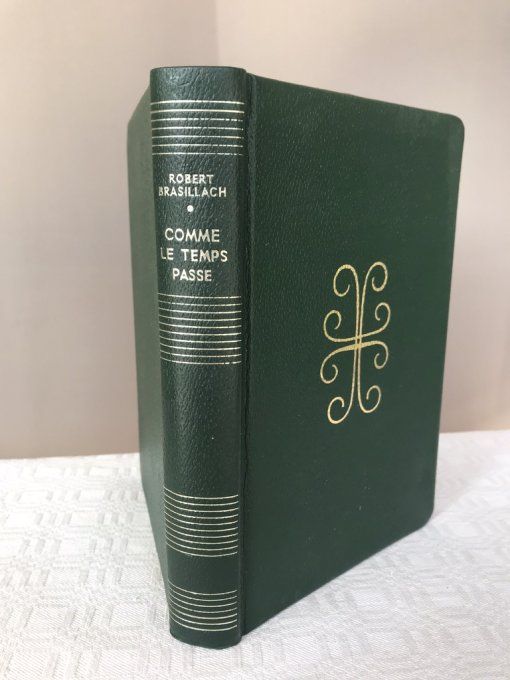 ROBERT
BRASILLACH
COMME
LE TEMPS
PASSE